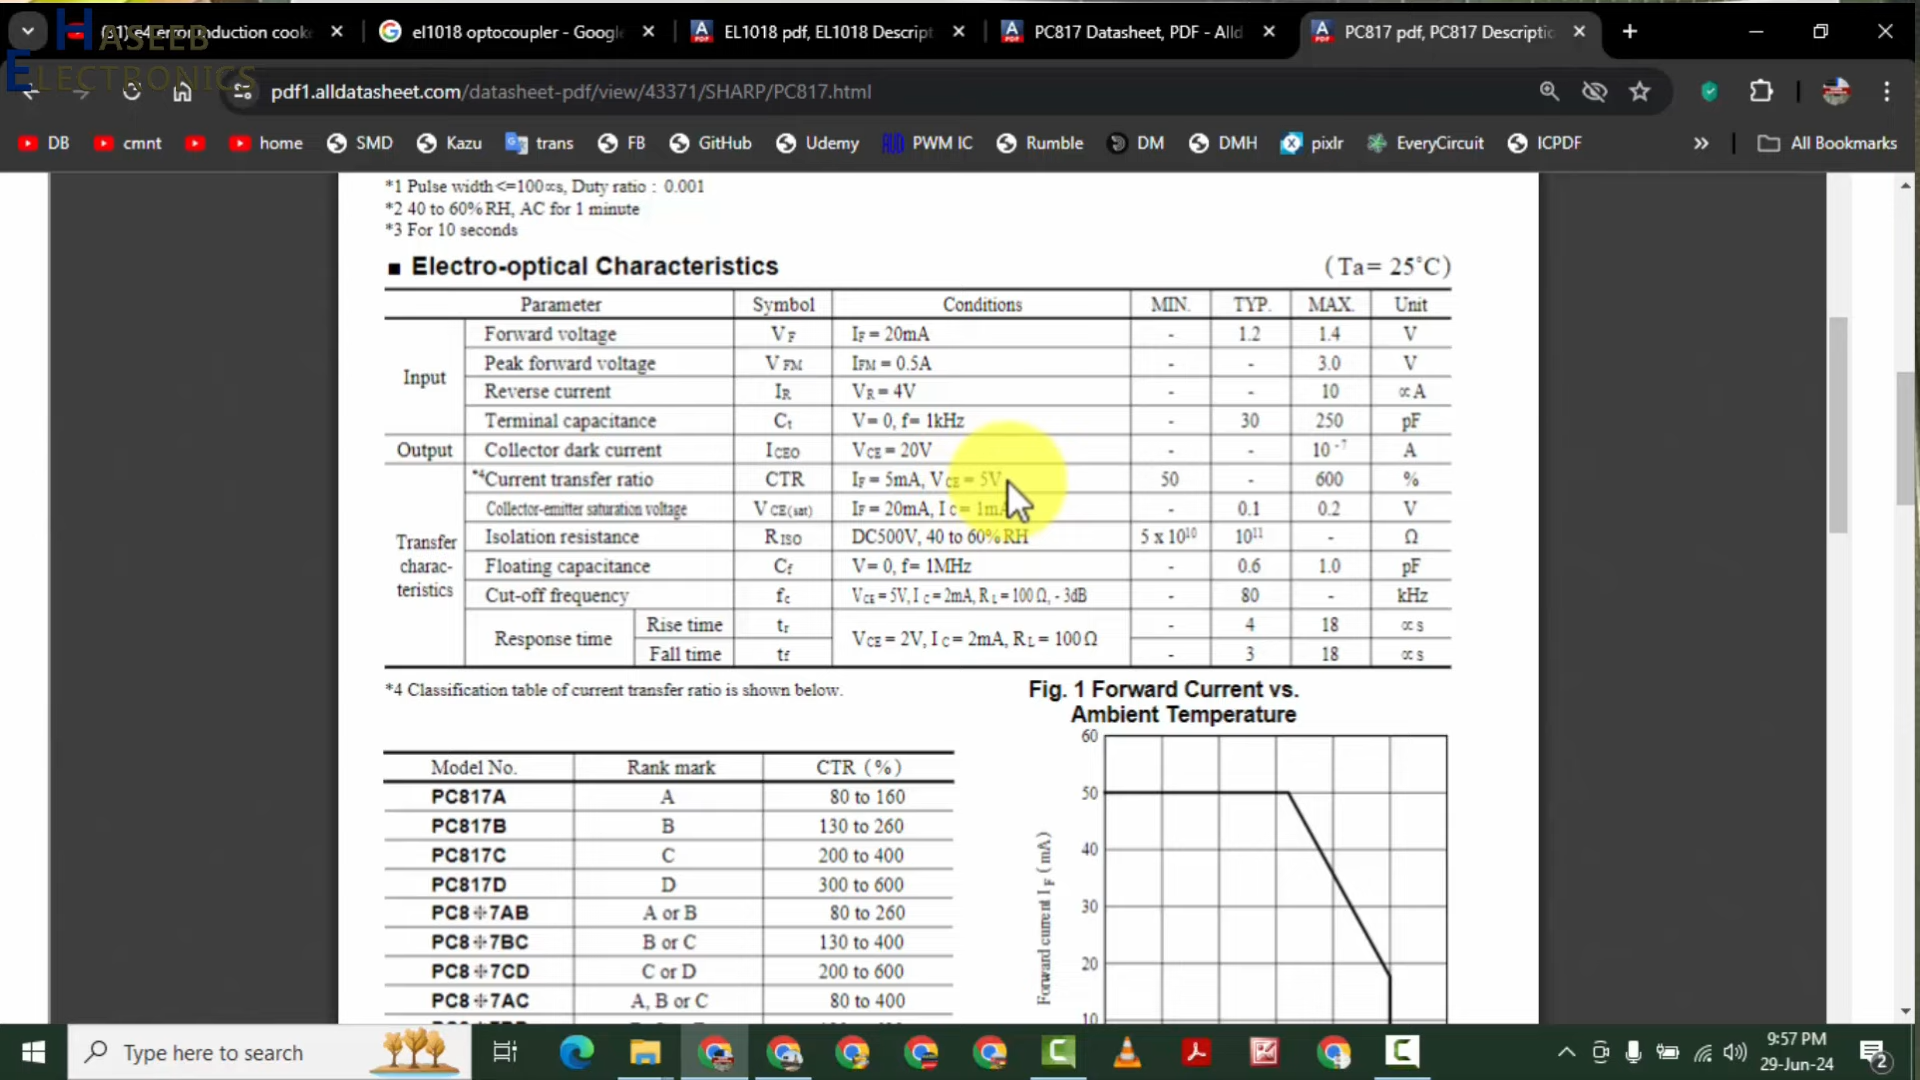 HASEEB
ELECTRONICS
(31) e4 error induction cook
el1018 optocoupler - Google
EL1018 pdf, EL1018 Descript
PC817 Datasheet, PDF - Alld
PC817 pdf, PC817 Descriptio
pdf1.alldatasheet.com/datasheet-pdf/view/43371/SHARP/PC817.html
DB cmnt home SMD Kazu trans FB GitHub Udemy PWM IC Rumble DM DMH pixlr EveryCircuit ICPDF » All Bookmarks
*1 Pulse width<=100∝s, Duty ratio : 0.001
*2 40 to 60% RH, AC for 1 minute
*3 For 10 seconds
■ Electro-optical Characteristics (Ta= 25˚C)
Parameter Symbol Conditions MIN. TYP. MAX. Unit
Input
Forward voltage VF IF = 20mA - 1.2 1.4 V
Peak forward voltage VFM IFM = 0.5A - - 3.0 V
Reverse current IR VR = 4V - - 10 ∝A
Terminal capacitance Ct V= 0, f= 1kHz - 30 250 pF
Output Collector dark current ICEO VCE = 20V - - 10 -7 A
Transfer charac- teristics
*4Current transfer ratio CTR IF = 5mA, VCE = 5V 50 - 600 %
Collector-emitter saturation voltage VCE(sat) IF = 20mA, IC = 1mA - 0.1 0.2 V
Isolation resistance RISO DC500V, 40 to 60% RH 5 x 10¹⁰ 10¹¹ - Ω
Floating capacitance Cf V= 0, f= 1MHz - 0.6 1.0 pF
Cut-off frequency fc VCE = 5V, IC = 2mA, RL = 100Ω, - 3dB - 80 - kHz
Response time Rise time tr VCE = 2V, IC = 2mA, RL = 100Ω - 4 18 ∝s
Fall time tf - 3 18 ∝s
*4 Classification table of current transfer ratio is shown below.
Model No. Rank mark CTR (%)
PC817A A 80 to 160
PC817B B 130 to 260
PC817C C 200 to 400
PC817D D 300 to 600
PC8❈7AB A or B 80 to 260
PC8❈7BC B or C 130 to 400
PC8❈7CD C or D 200 to 600
PC8❈7AC A, B or C 80 to 400
Fig. 1 Forward Current vs.
Ambient Temperature
60
50
40
30
20
10
Forward current IF (mA)
Type here to search
9:57 PM
29-Jun-24
2